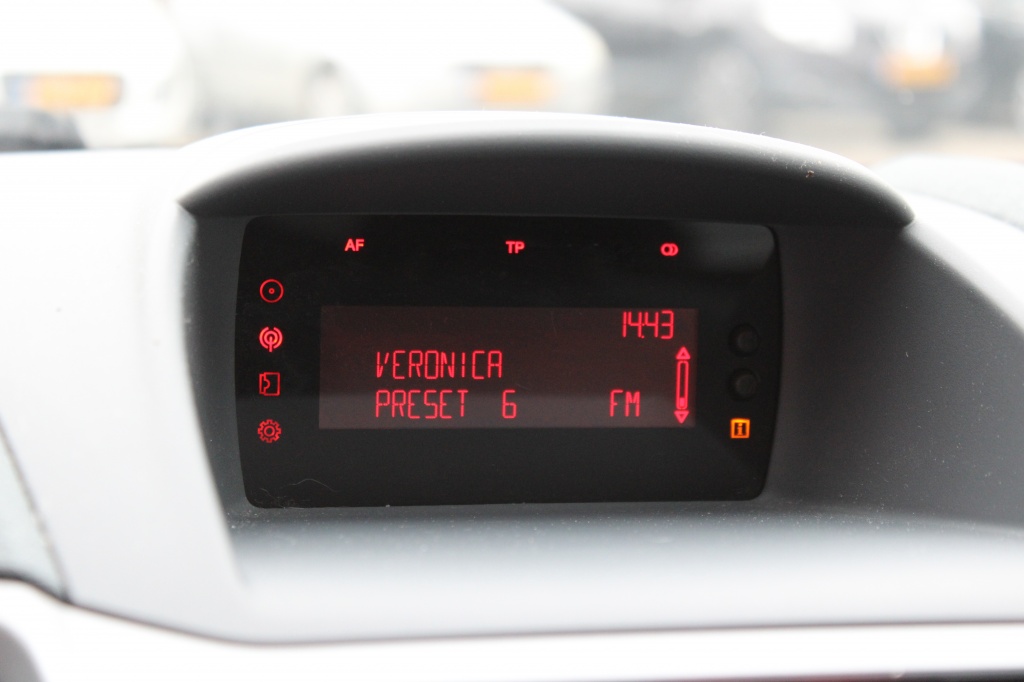 AF TP
14.43
VERONICA
PRESET 6 FM